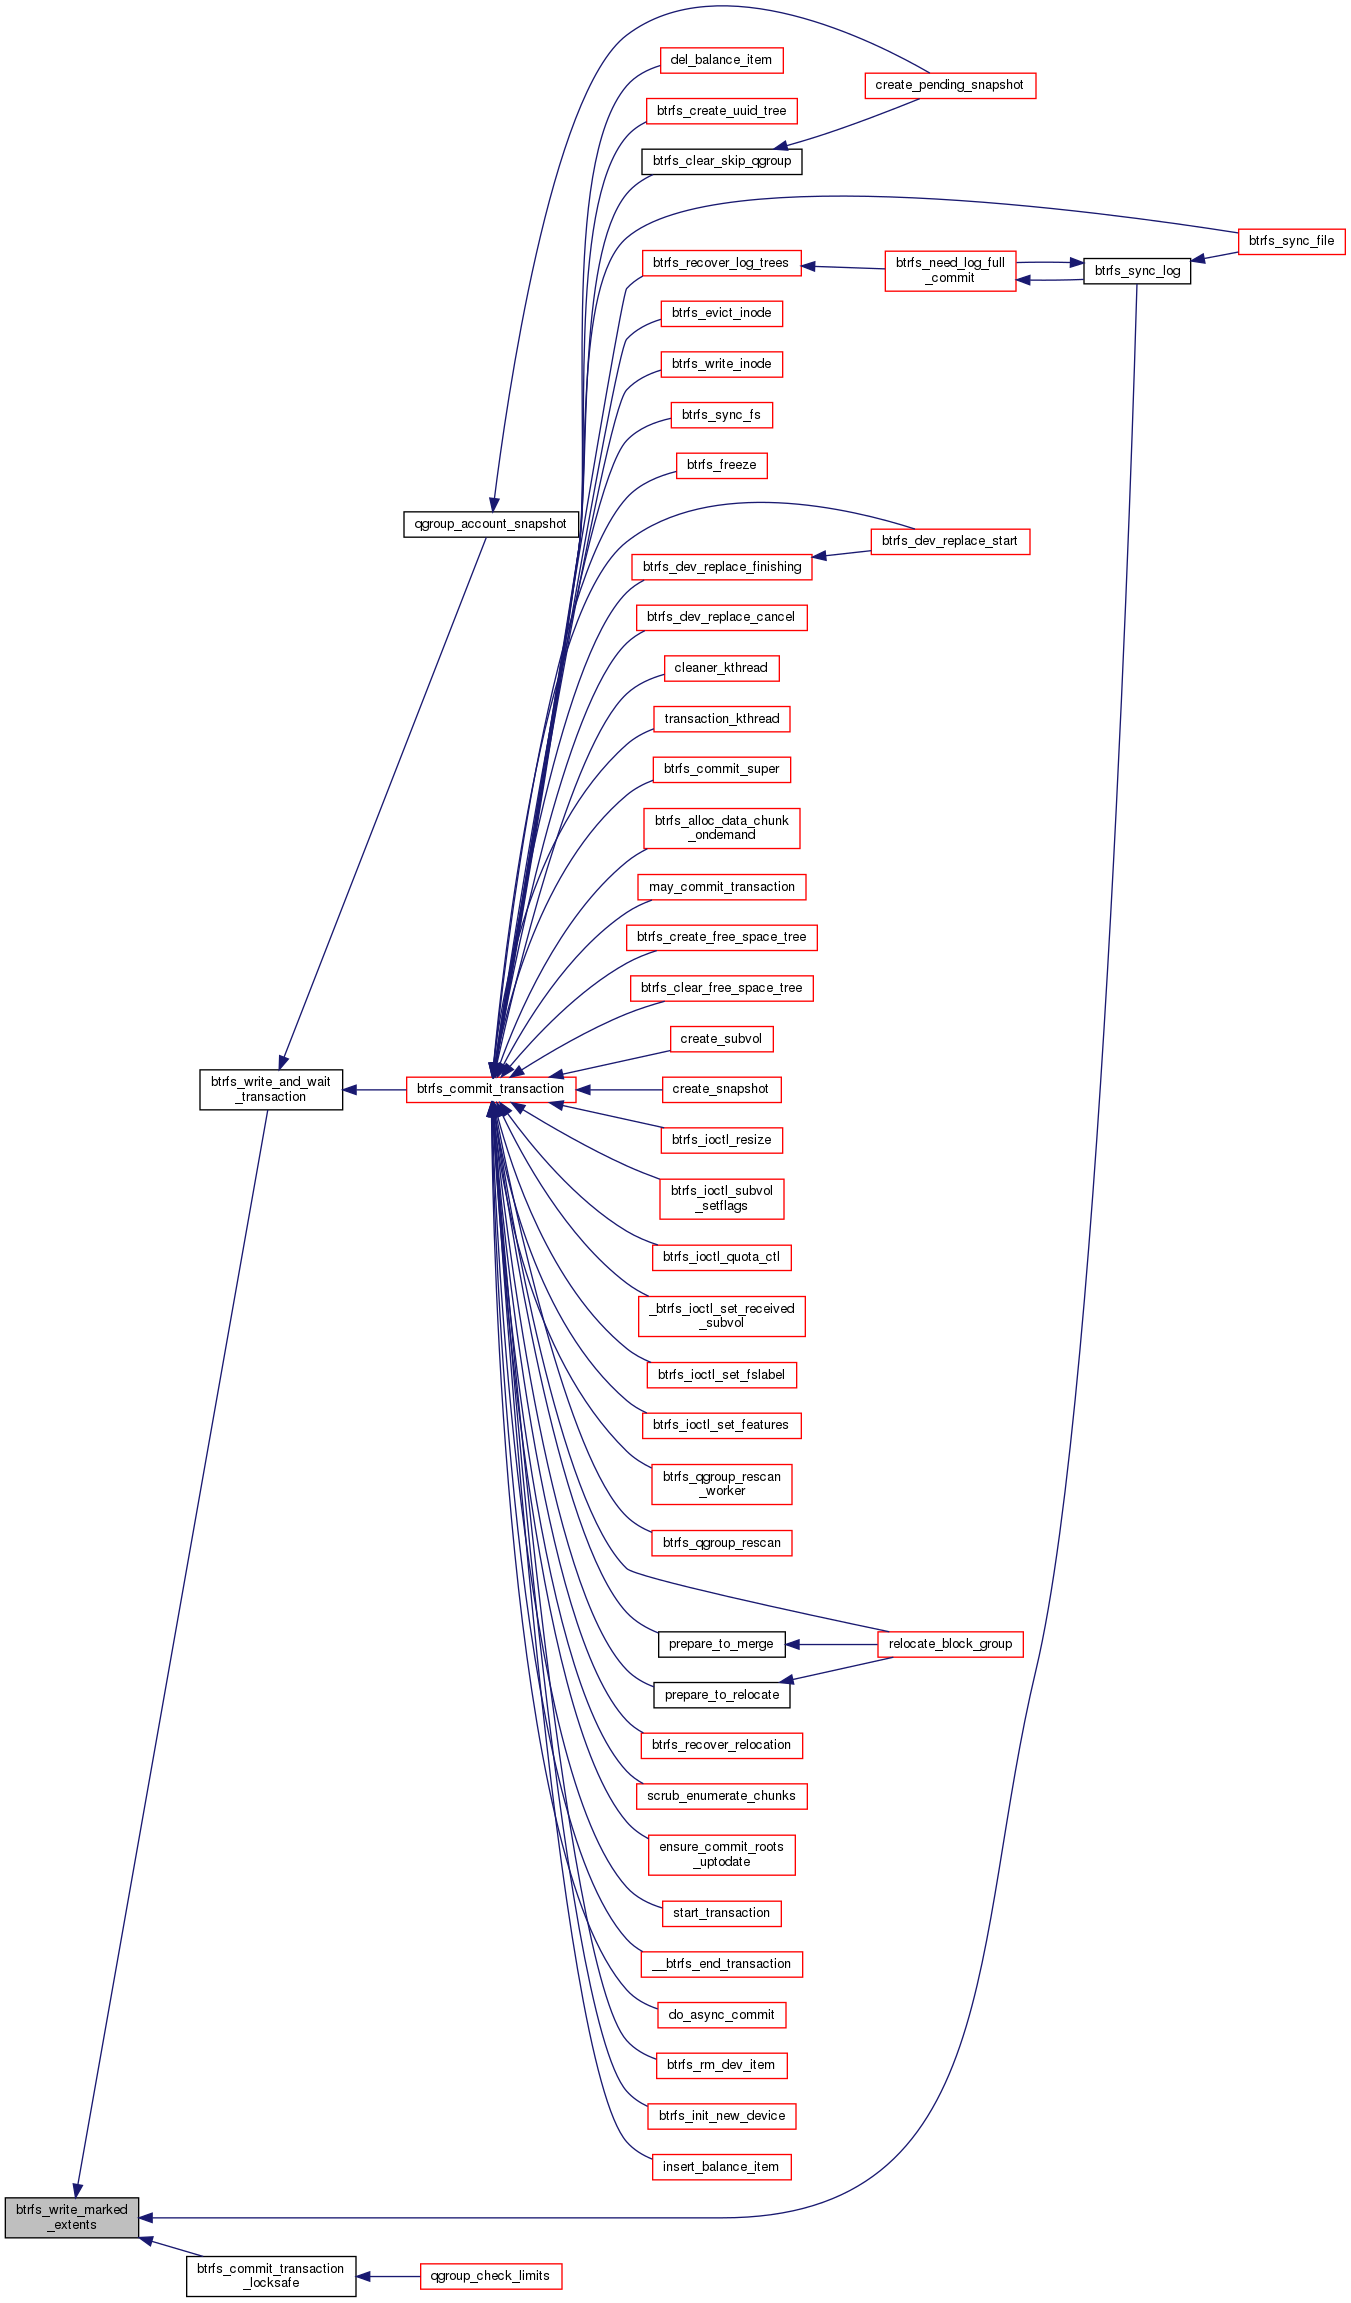 del_balance_item
create_pending_snapshot
btrfs_create_uuid_tree
btrfs_clear_skip_qgroup
btrfs_sync_file
btrfs_recover_log_trees
btrfs_need_log_full
_commit
btrfs_sync_log
btrfs_evict_inode
btrfs_write_inode
btrfs_sync_fs
btrfs_freeze
qgroup_account_snapshot
btrfs_dev_replace_start
btrfs_dev_replace_finishing
btrfs_dev_replace_cancel
cleaner_kthread
transaction_kthread
btrfs_commit_super
btrfs_alloc_data_chunk
_ondemand
may_commit_transaction
btrfs_create_free_space_tree
btrfs_clear_free_space_tree
create_subvol
btrfs_write_and_wait
_transaction
btrfs_commit_transaction
create_snapshot
btrfs_ioctl_resize
btrfs_ioctl_subvol
_setflags
btrfs_ioctl_quota_ctl
_btrfs_ioctl_set_received
_subvol
btrfs_ioctl_set_fslabel
btrfs_ioctl_set_features
btrfs_qgroup_rescan
_worker
btrfs_qgroup_rescan
prepare_to_merge
relocate_block_group
prepare_to_relocate
btrfs_recover_relocation
scrub_enumerate_chunks
ensure_commit_roots
_uptodate
start_transaction
__btrfs_end_transaction
do_async_commit
btrfs_rm_dev_item
btrfs_init_new_device
insert_balance_item
btrfs_write_marked
_extents
btrfs_commit_transaction
_locksafe
qgroup_check_limits